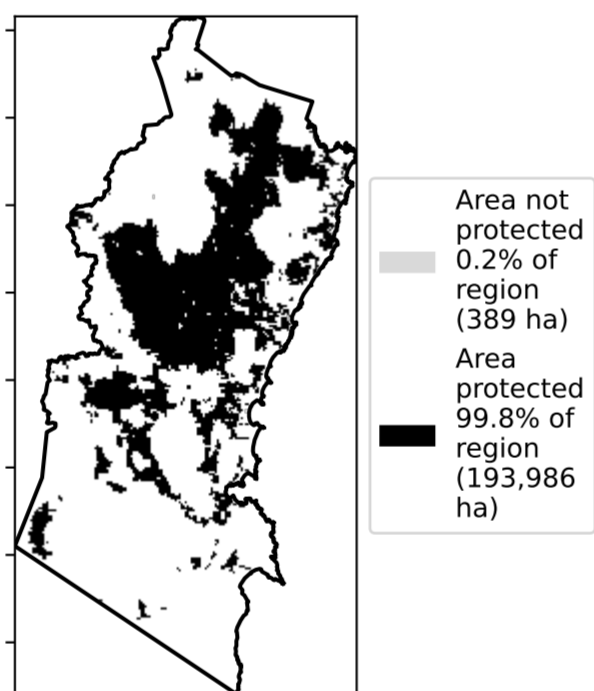 Area not
protected
0.2% of
region
(389 ha)
Area
protected
99.8% of
region
(193,986
ha)